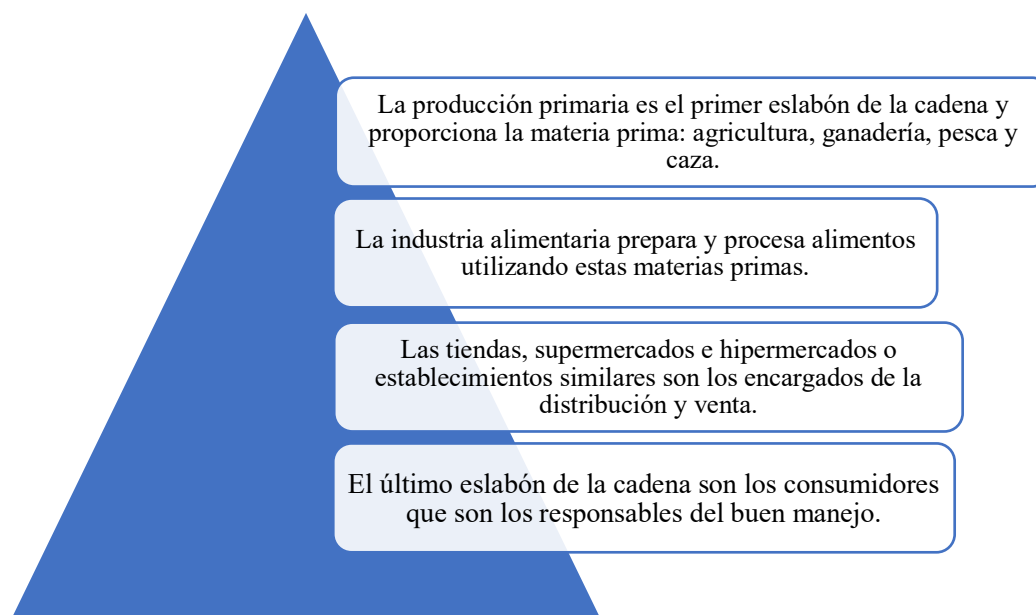 La producción primaria es el primer eslabón de la cadena y
proporciona la materia prima: agricultura, ganadería, pesca y
caza.
La industria alimentaria prepara y procesa alimentos
utilizando estas materias primas.
Las tiendas, supermercados e hipermercados o
establecimientos similares son los encargados de la
distribución y venta.
El último eslabón de la cadena son los consumidores
que son los responsables del buen manejo.